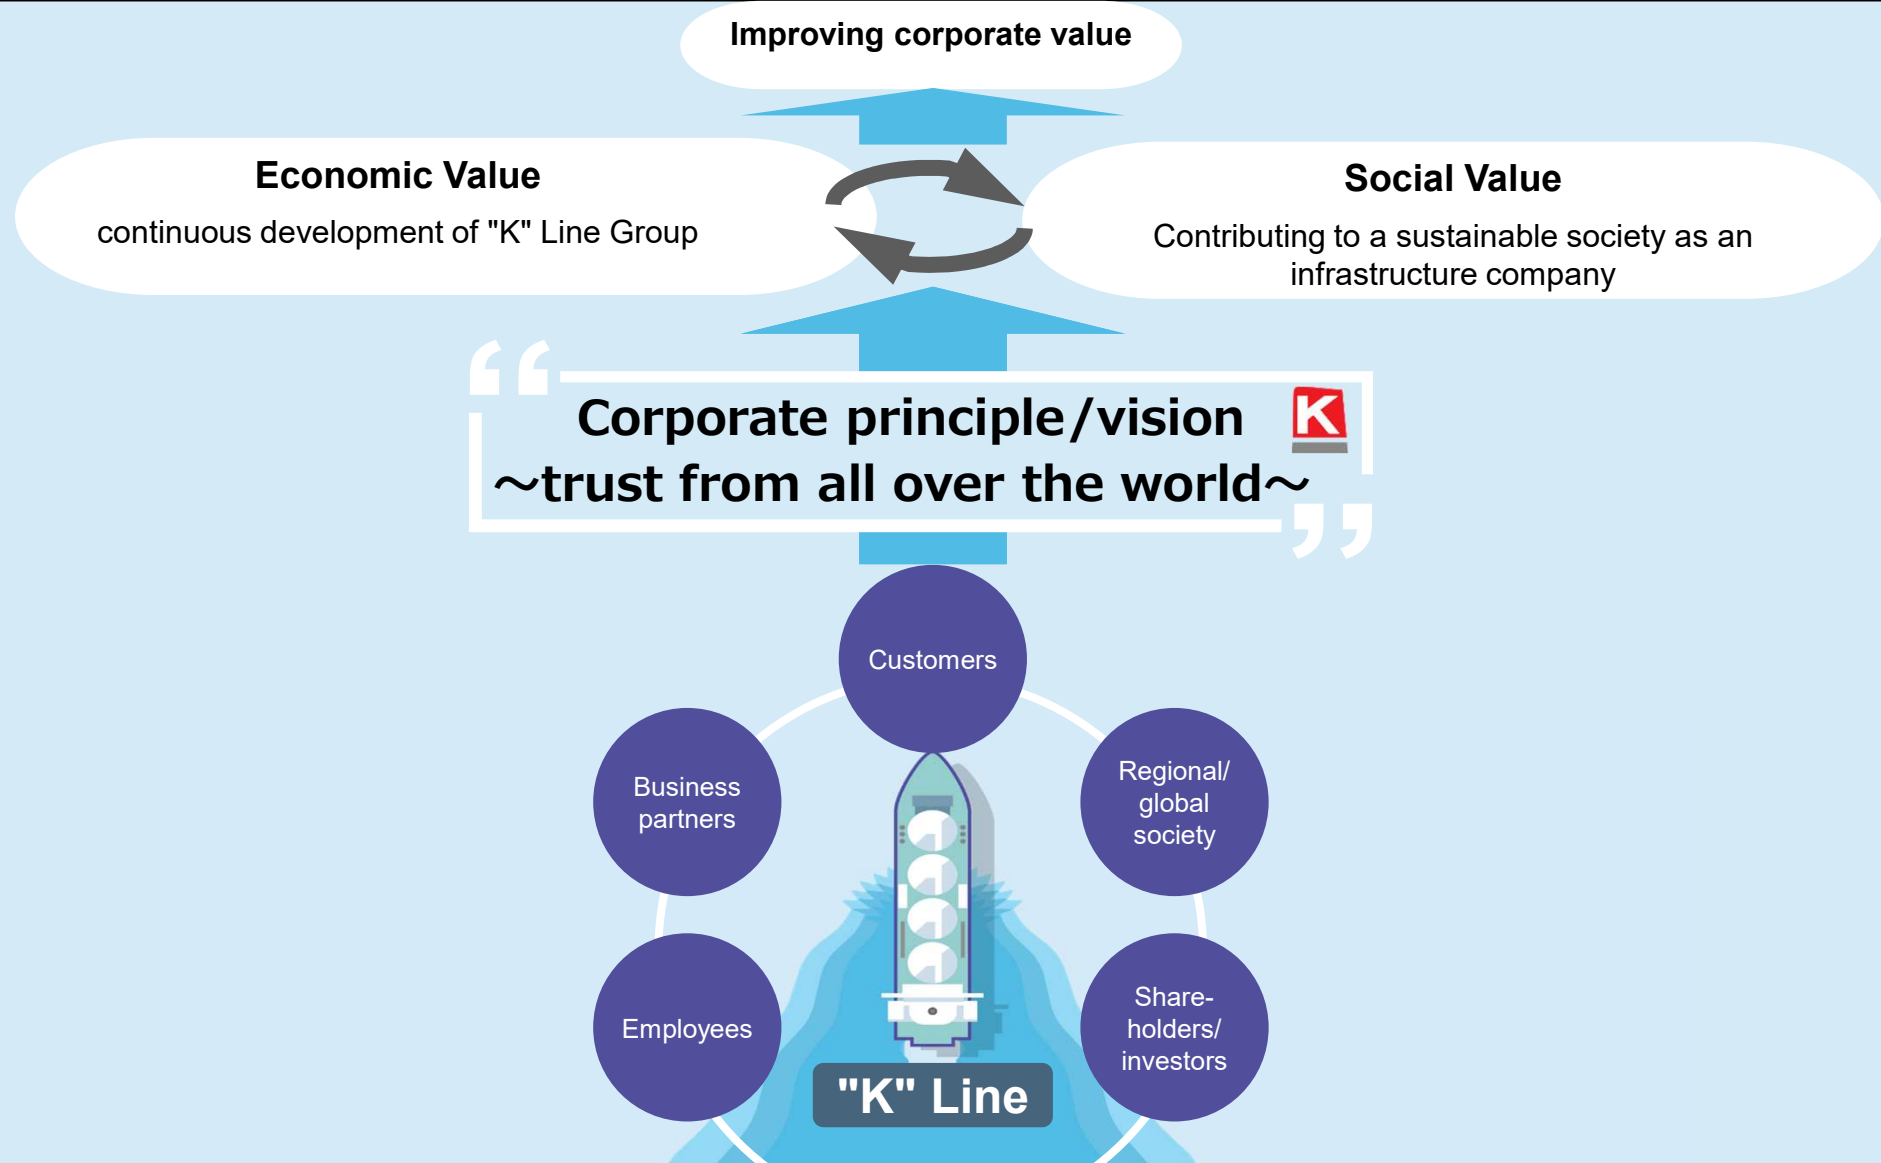 Improving corporate value
Economic Value
continuous development of "K" Line Group
Social Value
Contributing to a sustainable society as an
infrastructure company
Corporate principle/vision
K
～trust from all over the world～
Customers
Business
partners
Regional/
global
society
Employees
Share-
holders/
investors
"K" Line